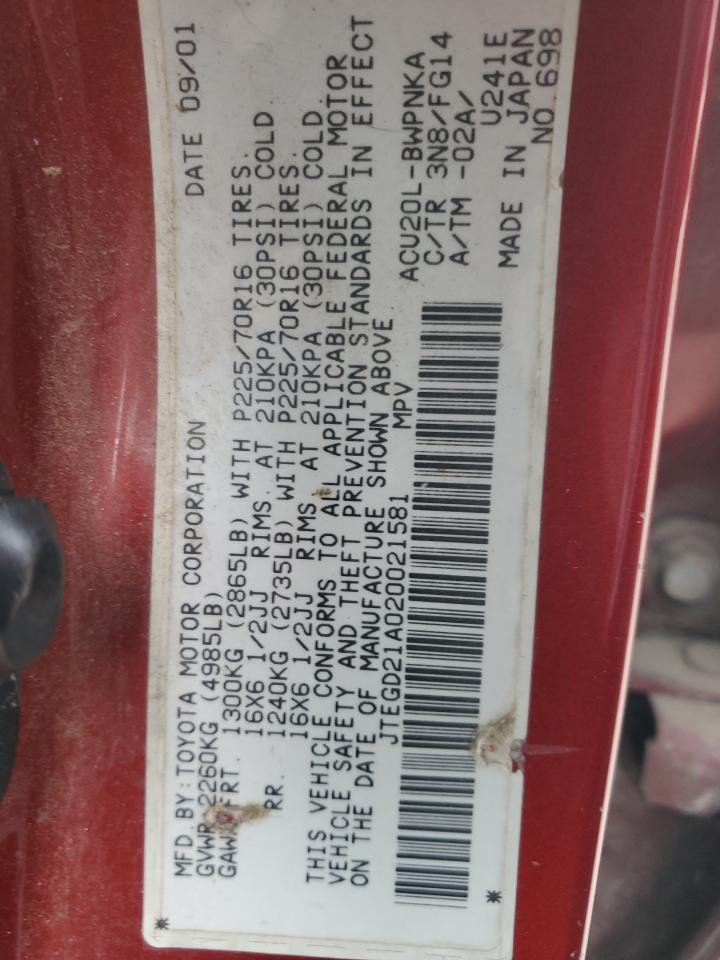 MFD. BY: TOYOTA MOTOR CORPORATION DATE 09/01
GVWR 2260KG (4985LB)
GAWR FRT. 1300KG (2865LB) WITH P225/70R16 TIRES.
16X6 1/2JJ RIMS. AT 210KPA (30PSI) COLD.
RR. 1240KG (2735LB) WITH P225/70R16 TIRES.
16X6 1/2JJ RIMS AT 210KPA (30PSI) COLD.
THIS VEHICLE CONFORMS TO ALL APPLICABLE FEDERAL MOTOR
VEHICLE SAFETY AND THEFT PREVENTION STANDARDS IN EFFECT
ON THE DATE OF MANUFACTURE SHOWN ABOVE
JTEGD21A020021581 MPV
ACU20L-BWPNKA
C/TR 3N8/FG14
A/TM -02A/
U241E
MADE IN JAPAN
NO 698